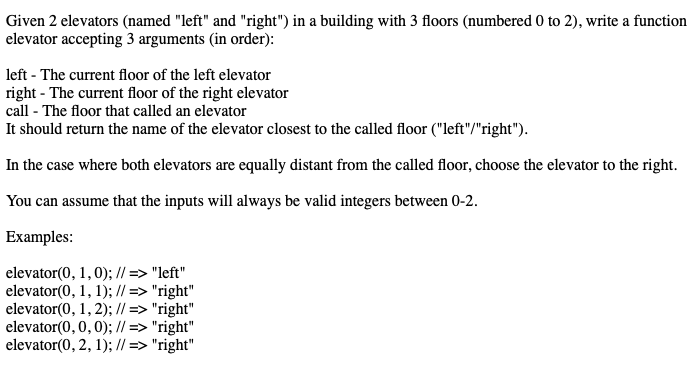 Given 2 elevators (named "left" and "right") in a building with 3 floors (numbered 0 to 2), write a function
elevator accepting 3 arguments (in order):
left - The current floor of the left elevator
right - The current floor of the right elevator
call - The floor that called an elevator
It should return the name of the elevator closest to the called floor ("left"/"right").
In the case where both elevators are equally distant from the called floor, choose the elevator to the right.
You can assume that the inputs will always be valid integers between 0-2.
Examples:
elevator(0, 1, 0); // => "left"
elevator(0, 1, 1); // => "right"
elevator(0, 1, 2); // => "right"
elevator(0, 0, 0); // => "right"
elevator(0, 2, 1); // => "right"